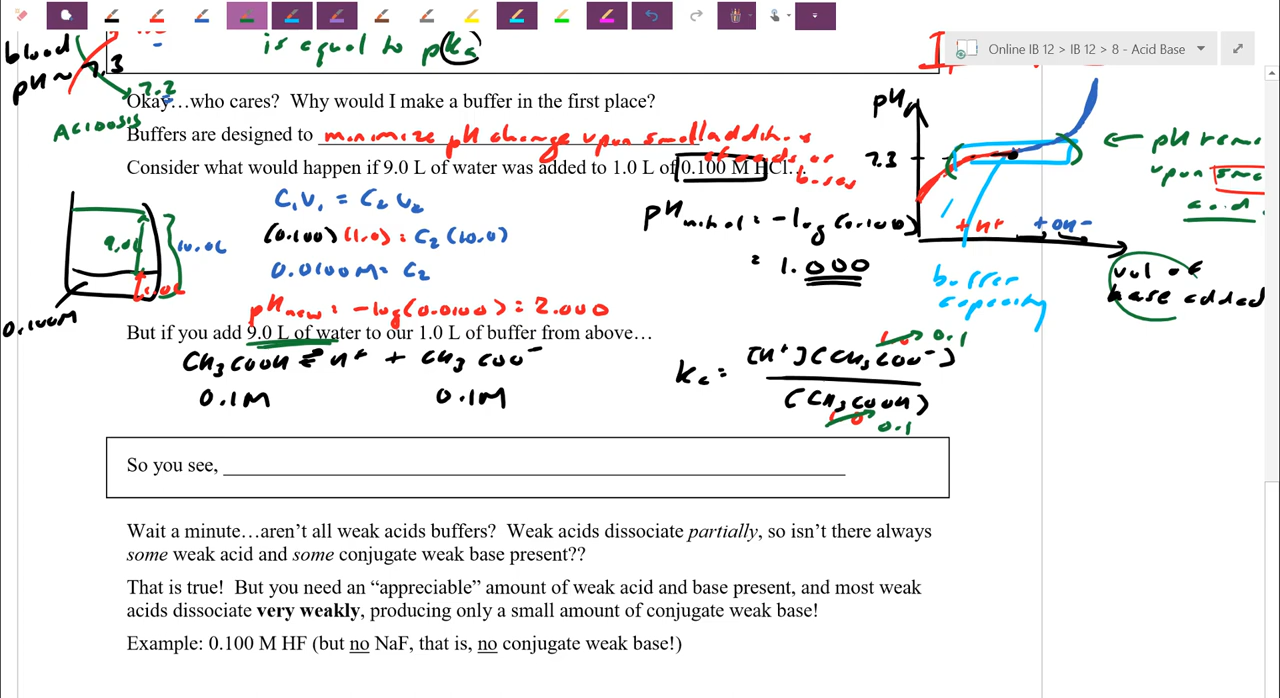 Online IB 12 > IB 12 > 8 - Acid Base
blood
pH ~ 7.3
7.2
Acidosis
is equal to pKa
Okay…who cares? Why would I make a buffer in the first place?
Buffers are designed to minimize pH change upon small additions
of acids or
bases
Consider what would happen if 9.0 L of water was added to 1.0 L of 0.100 M HCl…
C₁V₁ = C₂V₂
(0.100)(1.0) = C₂(10.0)
0.0100M = C₂
pH new = -log(0.0100) = 2.000
9.0L
10.0L
1.0L
0.100M
pH initial = -log(0.100)
= 1.000
pH
7.3
+ H+
+ OH-
buffer
capacity
vol of
base added
← pH
upon
acid
But if you add 9.0 L of water to our 1.0 L of buffer from above…
CH₃COOH ⇌ H⁺ + CH₃COO⁻
0.1M 0.1M
Kc = [H⁺][CH₃COO⁻]
[CH₃COOH]
0.1
0.1
So you see, ____________________
Wait a minute…aren’t all weak acids buffers? Weak acids dissociate partially, so isn’t there always
some weak acid and some conjugate weak base present??
That is true! But you need an “appreciable” amount of weak acid and base present, and most weak
acids dissociate very weakly, producing only a small amount of conjugate weak base!
Example: 0.100 M HF (but no NaF, that is, no conjugate weak base!)